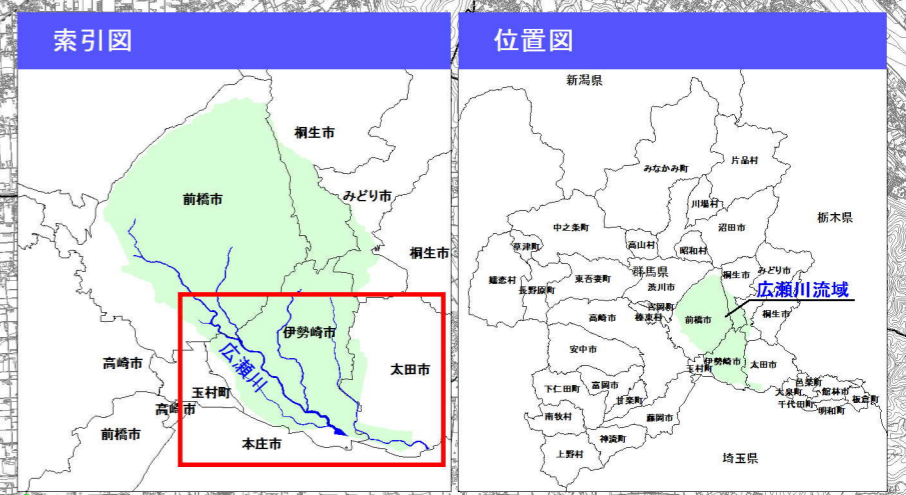 索引図
桐生市
前橋市
みどり市
桐生市
伊勢崎市
広瀬川
高崎市
太田市
玉村町
高崎市
前橋市
本庄市
位置図
新潟県
みなかみ町
片品村
川場村
栃木県
中之条町
沼田市
草津町
高山村
昭和村
嬬恋村
長野原町
東吾妻町
群馬県
渋川市
桐生市
みどり市
広瀬川流域
吉岡町
榛東村
高崎市
前橋市
桐生市
安中市
伊勢崎市
玉村町
太田市
下仁田町
富岡市
甘楽町
邑楽町
大泉町
館林市
板倉町
千代田町
明和町
南牧村
藤岡市
神流町
上野村
埼玉県